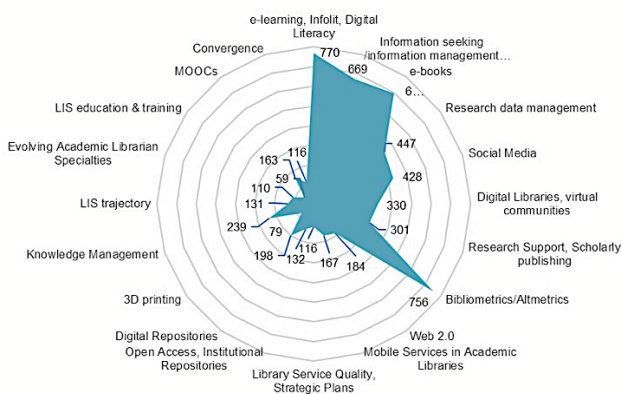 e-learning, Infolit, Digital
Literacy
Convergence
Information seeking
/information management…
MOOCs
e-books
LIS education & training
Research data management
Evolving Academic Librarian
Specialties
Social Media
LIS trajectory
Digital Libraries, virtual
communities
Knowledge Management
Research Support, Scholarly
publishing
3D printing
Bibliometrics/Altmetrics
Digital Repositories
Web 2.0
Open Access, Institutional
Repositories
Mobile Services in Academic
Libraries
Library Service Quality,
Strategic Plans
770
669
6…
447
428
330
301
756
184
167
116
132
198
79
239
131
110
59
163
116